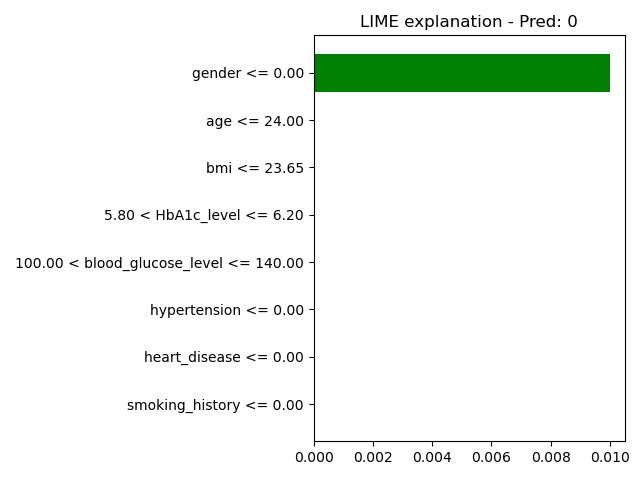 LIME explanation - Pred: 0
gender <= 0.00
age <= 24.00
bmi <= 23.65
5.80 < HbA1c_level <= 6.20
100.00 < blood_glucose_level <= 140.00
hypertension <= 0.00
heart_disease <= 0.00
smoking_history <= 0.00
0.000 0.002 0.004 0.006 0.008 0.010